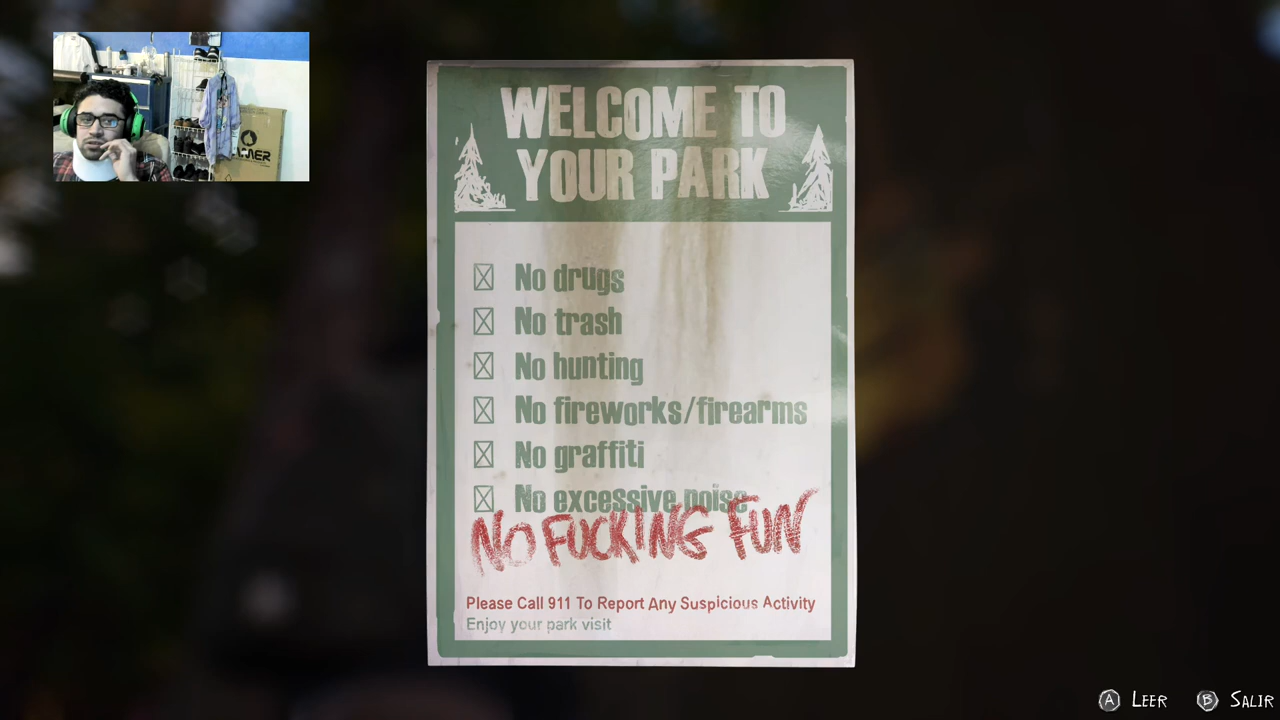 WELCOME TO
YOUR PARK
No drugs
No trash
No hunting
No fireworks/firearms
No graffiti
No excessive noise
NO FUCKING FUN
Please Call 911 To Report Any Suspicious Activity
Enjoy your park visit
A LEER B SALIR